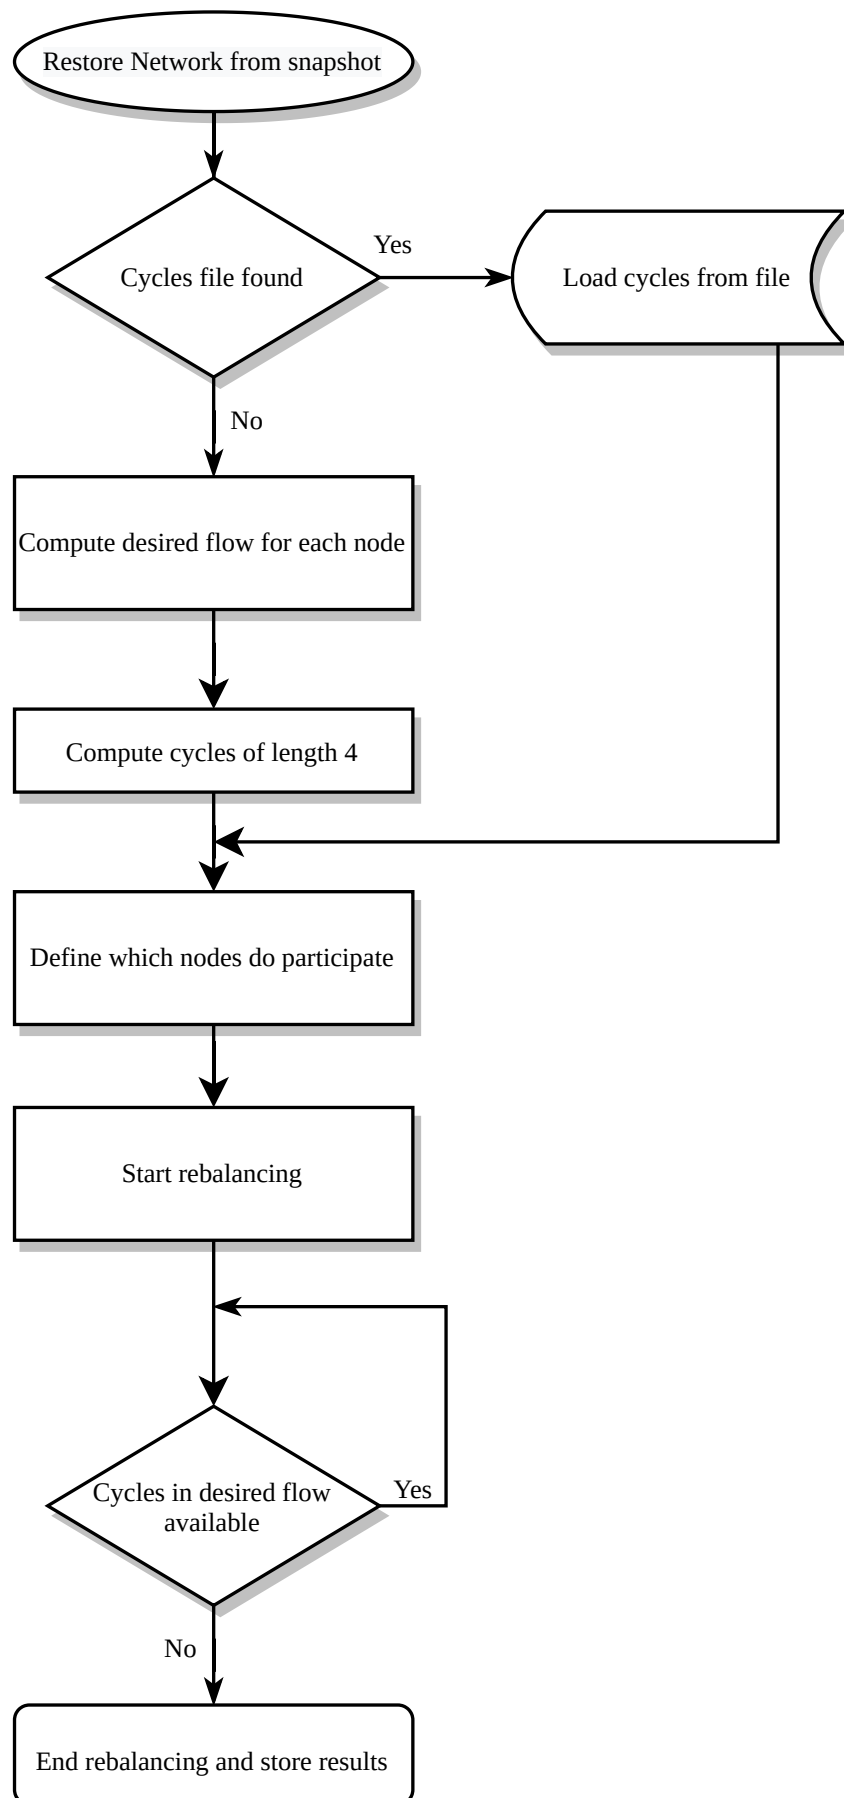 Restore Network from snapshot
Cycles file found
Yes
Load cycles from file
No
Compute desired flow for each node
Compute cycles of length 4
Define which nodes do participate
Start rebalancing
Cycles in desired flow
available
Yes
No
End rebalancing and store results